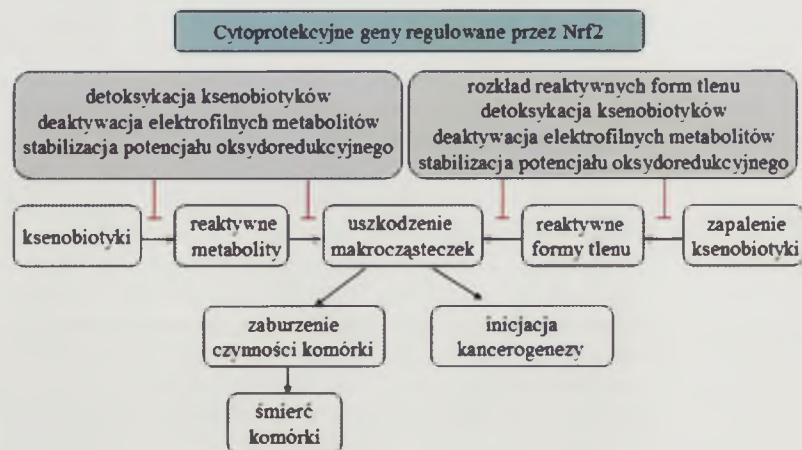 Cytoprotekcyjne geny regulowane przez Nrf2
detoksykacja ksenobiotyków
deaktywacja elektrofilnych metabolitów
stabilizacja potencjału oksydoredukcyjnego
rozkład reaktywnych form tlenu
detoksykacja ksenobiotyków
deaktywacja elektrofilnych metabolitów
stabilizacja potencjału oksydoredukcyjnego
ksenobiotyki
reaktywne
metabolity
uszkodzenie
makrocząsteczek
reaktywne
formy tlenu
zapalenie
ksenobiotyki
zaburzenie
czynności komórki
inicjacja
kancerogenezy
śmierć
komórki